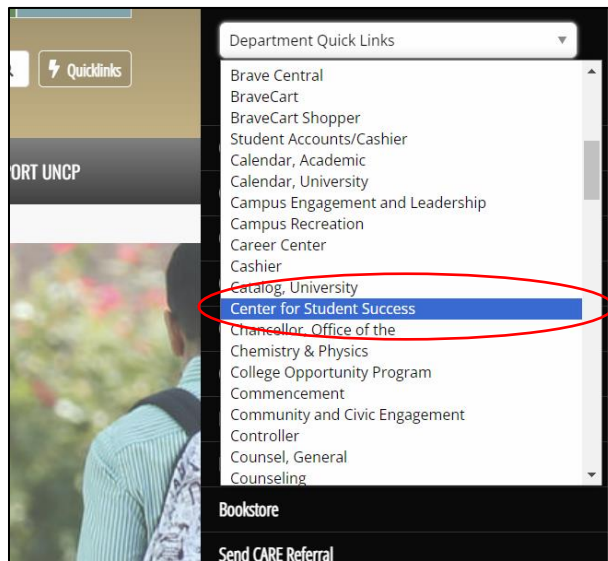 Department Quick Links
Quicklinks
PORT UNCP
Brave Central
BraveCart
BraveCart Shopper
Student Accounts/Cashier
Calendar, Academic
Calendar, University
Campus Engagement and Leadership
Campus Recreation
Career Center
Cashier
Catalog, University
Center for Student Success
Chancellor, Office of the
Chemistry & Physics
College Opportunity Program
Commencement
Community and Civic Engagement
Controller
Counsel, General
Counseling
Bookstore
Send CARE Referral